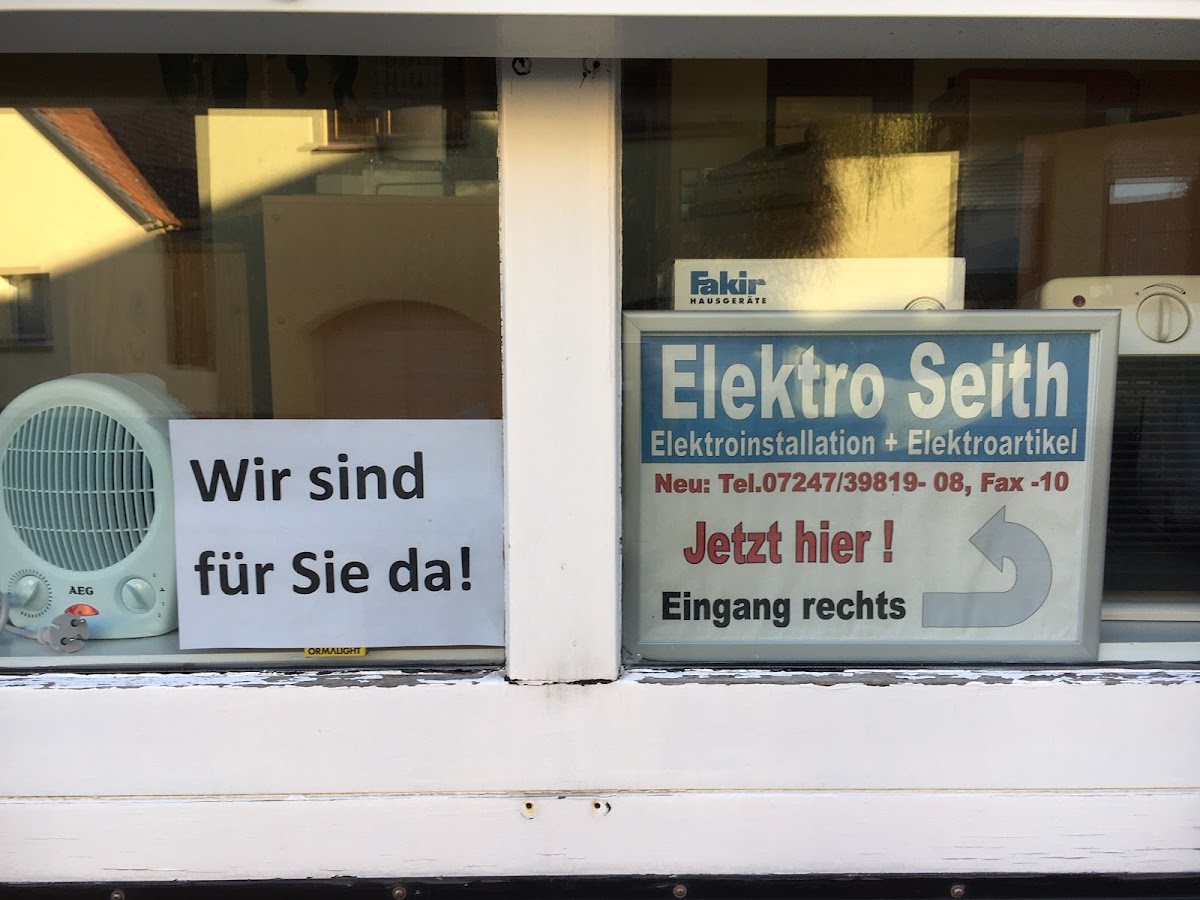 Wir sind
für Sie da!
AEG
ORMALIGHT
Fakir
HAUSGERÄTE
Elektro Seith
Elektroinstallation + Elektroartikel
Neu: Tel.07247/39819- 08, Fax -10
Jetzt hier !
Eingang rechts